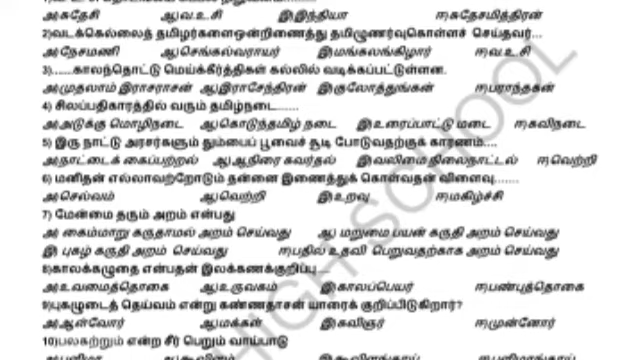 அ)சுதேசி ஆ)வ.உ.சி இ)இந்தியா ஈ)சுதேசமித்திரன்
2)வடக்கெல்லைத் தமிழர்களைஒன்றிணைத்து தமிழுணர்வுகொள்ளச் செய்தவர்...
அ)நேசமணி ஆ)செங்கல்வராயர் இ)மங்கலங்கிழார் ஈ)வ.உ.சி
3).......காலந்தொட்டு மெய்க்கீர்த்திகள் கல்லில் வடிக்கப்பட்டுள்ளன.
அ)முதலாம் இராசராசன் ஆ)இராசேந்திரன் இ)குலோத்துங்கன் ஈ)பராந்தகன்
4) சிலப்பதிகாரத்தில் வரும் தமிழ்நடை.......
அ)அடுக்கு மொழிநடை ஆ)கொடுந்தமிழ் நடை இ)உரைப்பாட்டு மடை ஈ)கவிநடை
5) இரு நாட்டு அரசர்களும் தும்பைப் பூவைச் சூடி போடுவதற்குக் காரணம்....
அ)நாட்டைக் கைப்பற்றல் ஆ)ஆநிரை கவர்தல் இ)வலிமை நிலைநாட்டல் ஈ)வெற்றி
6) மனிதன் எல்லாவற்றோடும் தன்னை இணைத்துக் கொள்வதன் விளைவு.......
அ)செல்வம் ஆ)வெற்றி இ)உறவு ஈ)மகிழ்ச்சி
7) மேன்மை தரும் அறம் என்பது
அ) கைம்மாறு கருதாமல் அறம் செய்வது ஆ) மறுமை பயன் கருதி அறம் செய்வது
இ) புகழ் கருதி அறம் செய்வது ஈ)பதில் உதவி பெறுவதற்காக அறம் செய்வது
8)காலக்கழுதை என்பதன் இலக்கணக்குறிப்பு....
அ)உவமைத்தொகை ஆ)உருவகம் இ)காலப்பெயர் ஈ)பண்புத்தொகை
9)புகழுடைத் தெய்வம் என்று கண்ணதாசன் யாரைக் குறிப்பிடுகிறார்?
அ)ஆள்வோர் ஆ)மக்கள் இ)கவிஞர் ஈ)முன்னோர்
10)பலகற்றும் என்ற சீர் பெறும் வாய்பாடு
HIGH SCHOOL